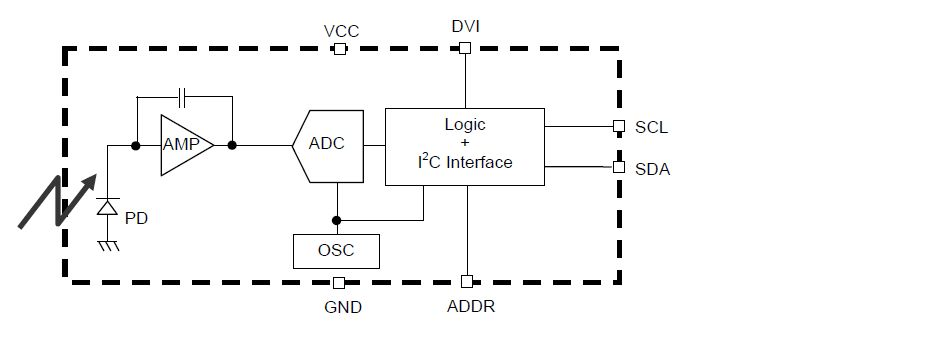 VCC
DVI
AMP
ADC
Logic
+
I²C Interface
SCL
SDA
PD
OSC
GND
ADDR